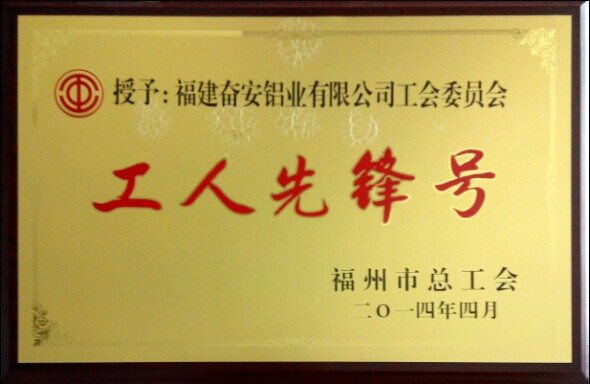 授予：福建奋安铝业有限公司工会委员会
工人先锋号
福州市总工会
二〇一四年四月